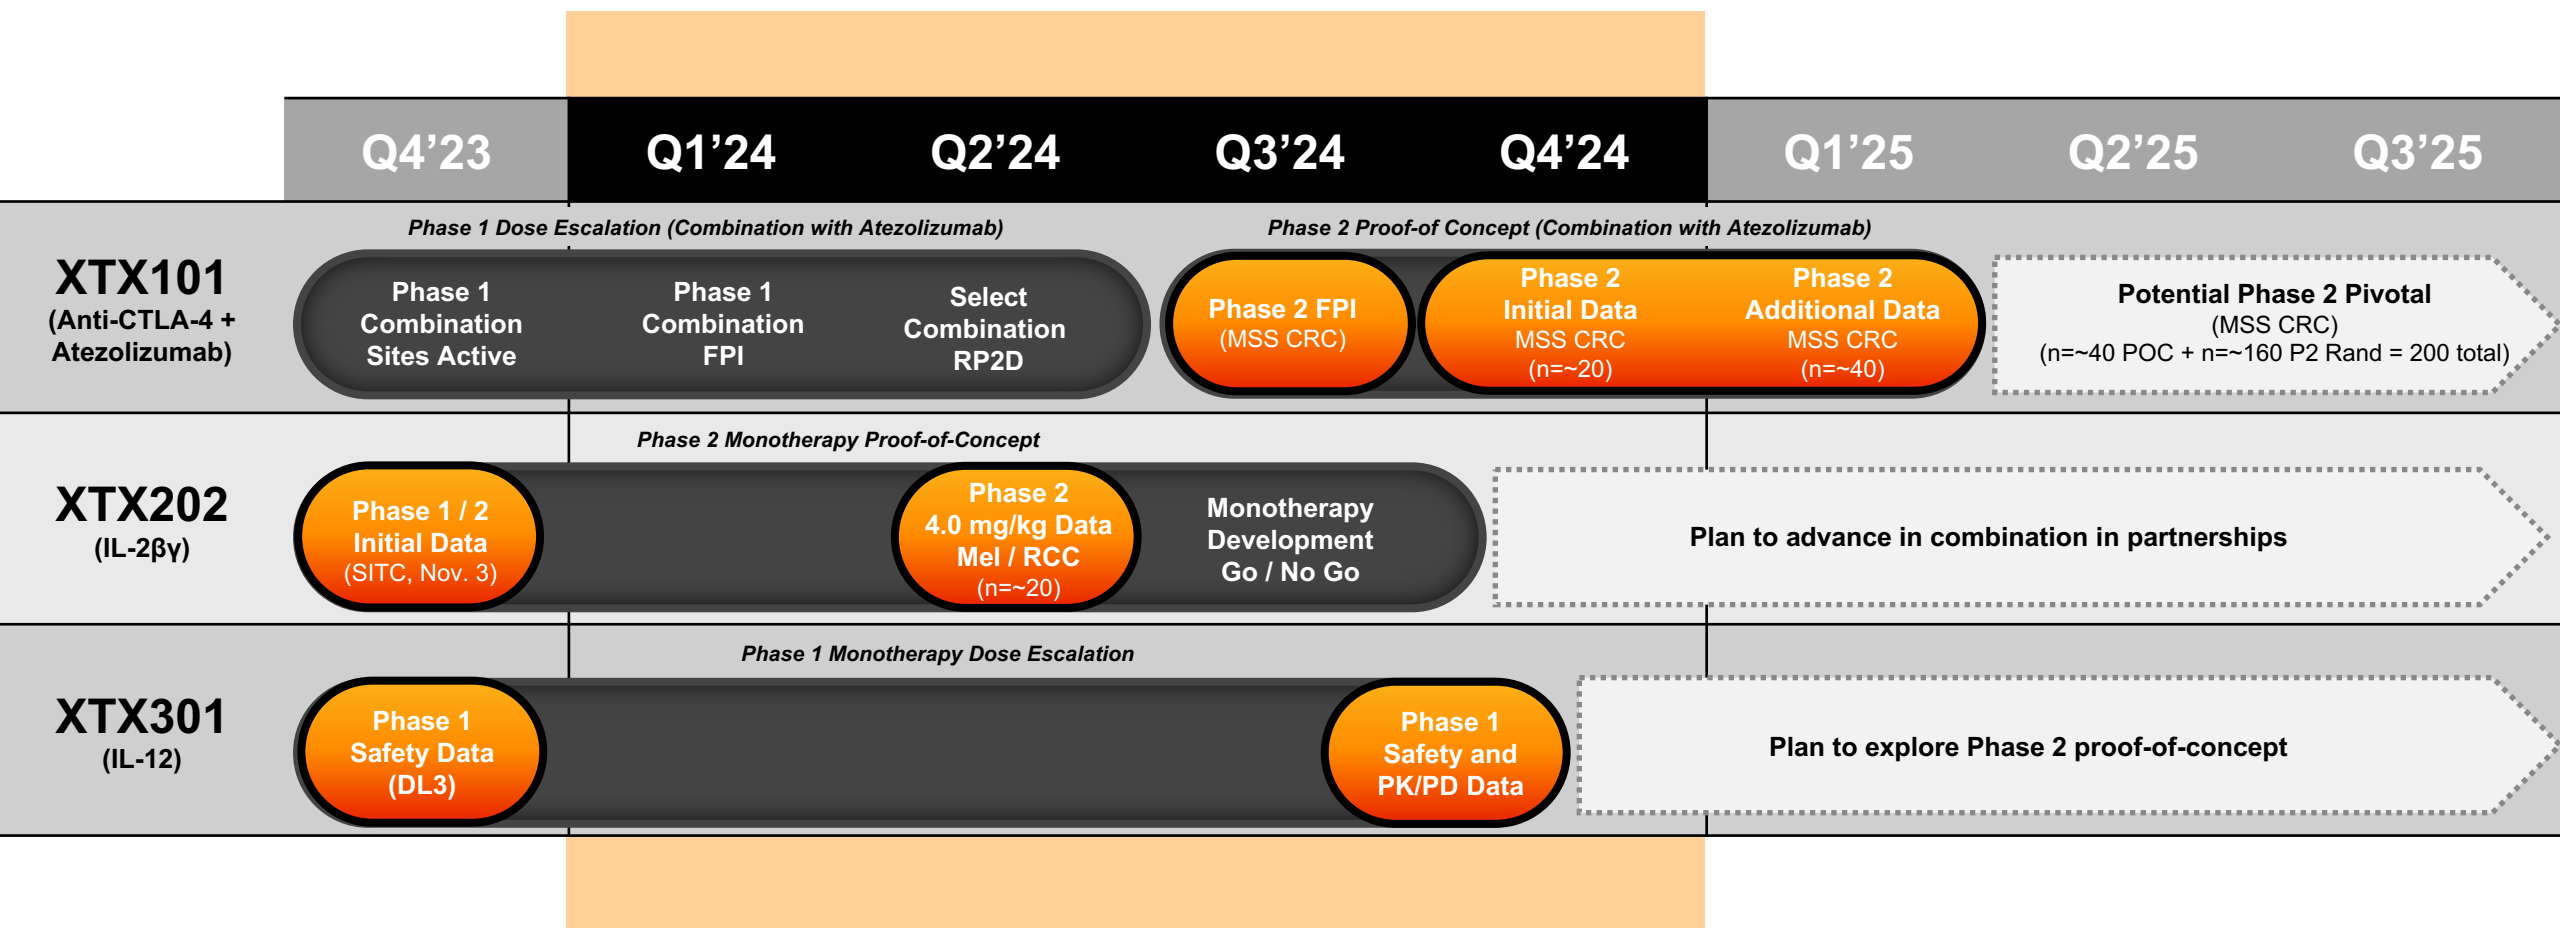 Q4’23
Q1’24
Q2’24
Q3’24
Q4’24
Q1’25
Q2’25
Q3’25
XTX101
(Anti-CTLA-4 +
Atezolizumab)
Phase 1 Dose Escalation (Combination with Atezolizumab)
Phase 1
Combination
Sites Active
Phase 1
Combination
FPI
Select
Combination
RP2D
Phase 2 Proof-of Concept (Combination with Atezolizumab)
Phase 2 FPI
(MSS CRC)
Phase 2
Initial Data
MSS CRC
(n=~20)
Phase 2
Additional Data
MSS CRC
(n=~40)
Potential Phase 2 Pivotal
(MSS CRC)
(n=~40 POC + n=~160 P2 Rand = 200 total)
XTX202
(IL-2βγ)
Phase 2 Monotherapy Proof-of-Concept
Phase 1 / 2
Initial Data
(SITC, Nov. 3)
Phase 2
4.0 mg/kg Data
Mel / RCC
(n=~20)
Monotherapy
Development
Go / No Go
Plan to advance in combination in partnerships
XTX301
(IL-12)
Phase 1 Monotherapy Dose Escalation
Phase 1
Safety Data
(DL3)
Phase 1
Safety and
PK/PD Data
Plan to explore Phase 2 proof-of-concept